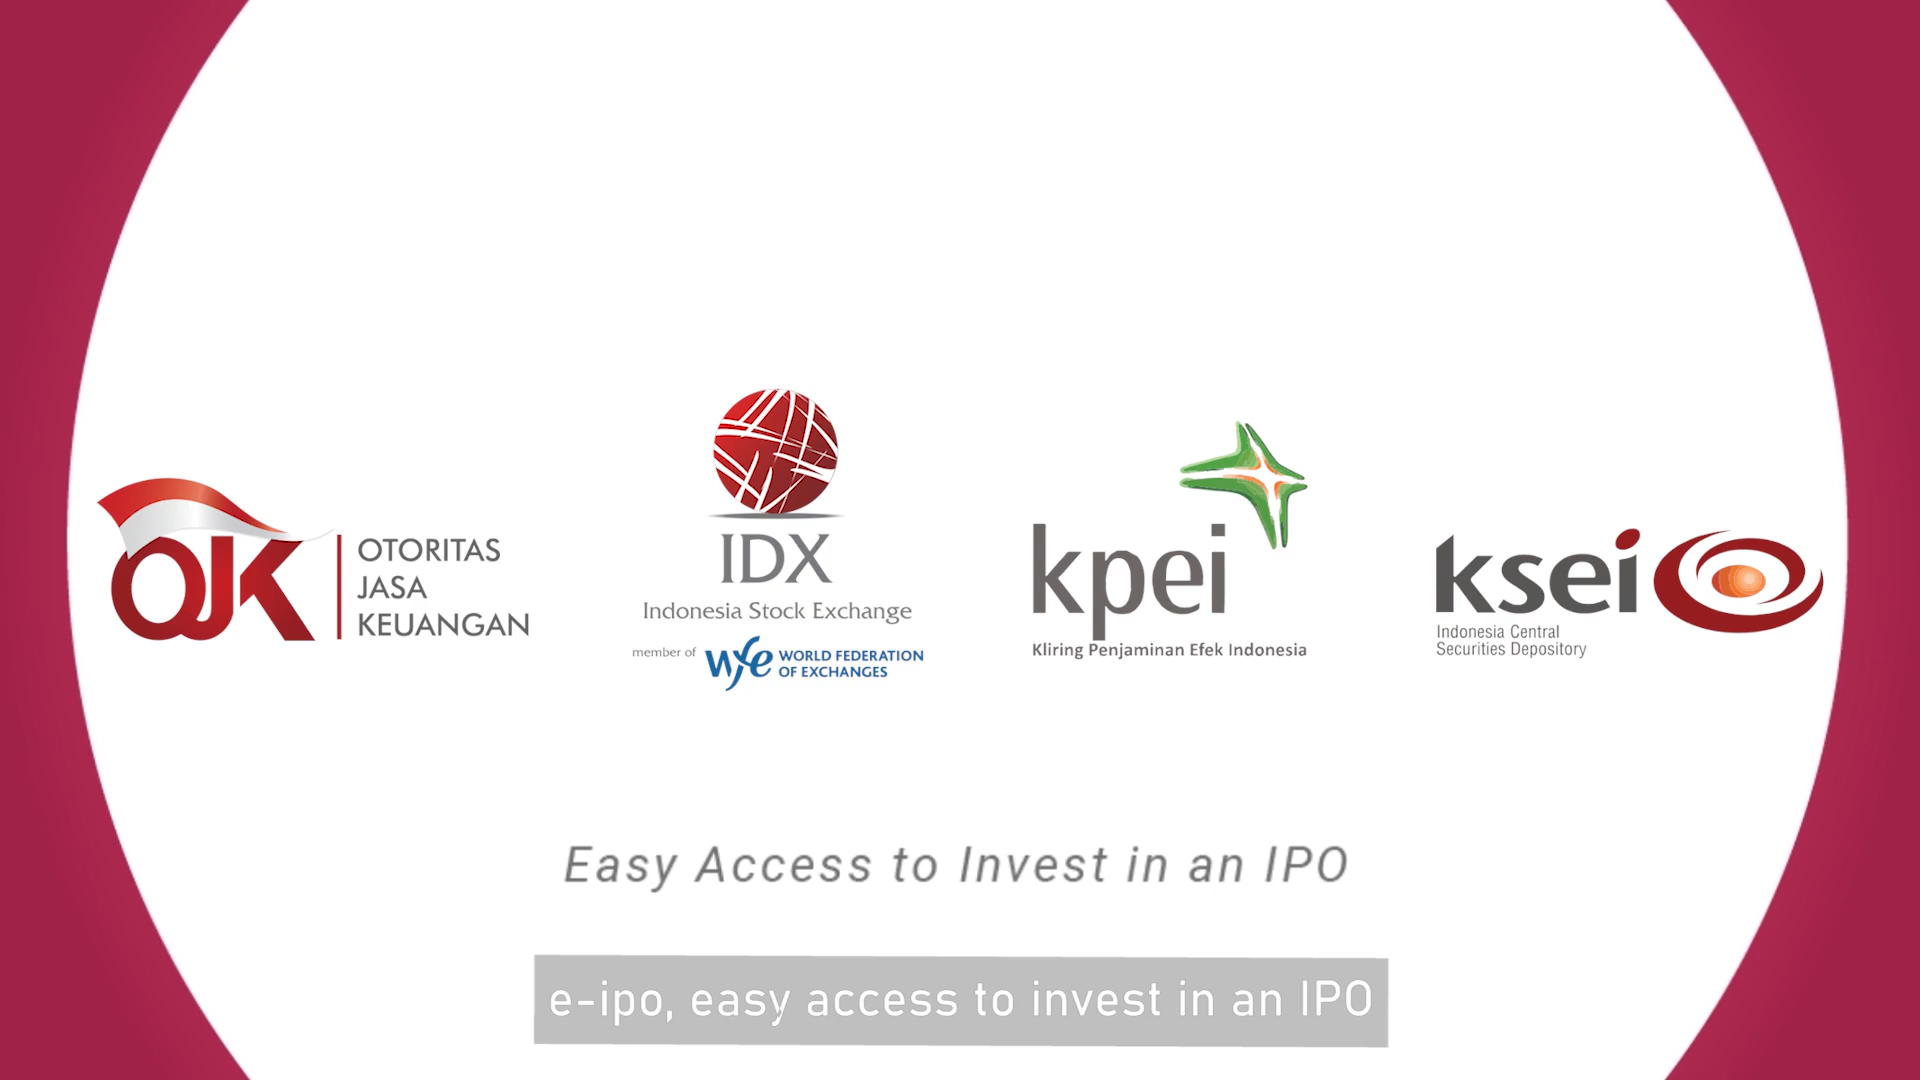 OJK
OTORITAS
JASA
KEUANGAN
IDX
Indonesia Stock Exchange
member of wfe WORLD FEDERATION
OF EXCHANGES
kpei
Kliring Penjaminan Efek Indonesia
ksei
Indonesia Central
Securities Depository
Easy Access to Invest in an IPO
e-ipo, easy access to invest in an IPO